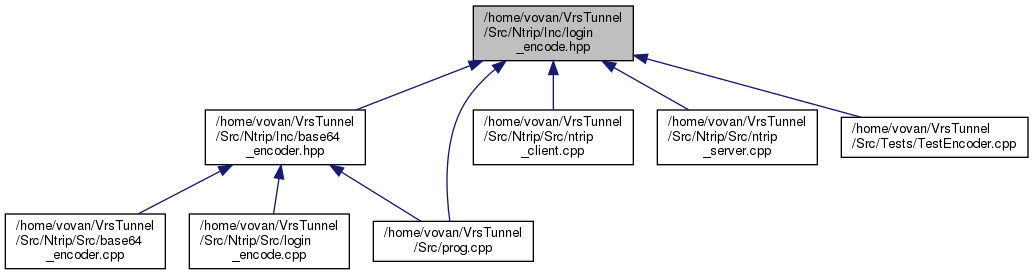 /home/vovan/VrsTunnel
/Src/Ntrip/Inc/login
_encode.hpp
/home/vovan/VrsTunnel
/Src/Ntrip/Inc/base64
_encoder.hpp
/home/vovan/VrsTunnel
/Src/Ntrip/Src/ntrip
_client.cpp
/home/vovan/VrsTunnel
/Src/Ntrip/Src/ntrip
_server.cpp
/home/vovan/VrsTunnel
/Src/Tests/TestEncoder.cpp
/home/vovan/VrsTunnel
/Src/Ntrip/Src/base64
_encoder.cpp
/home/vovan/VrsTunnel
/Src/Ntrip/Src/login
_encode.cpp
/home/vovan/VrsTunnel
/Src/prog.cpp